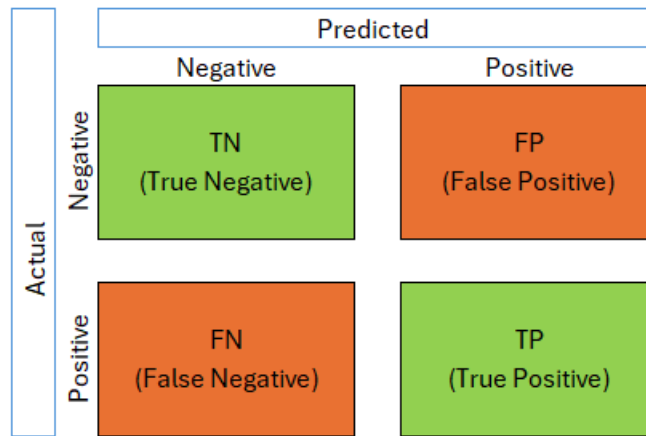 Predicted
Negative
Positive
Actual
Negative
TN
(True Negative)
FP
(False Positive)
Positive
FN
(False Negative)
TP
(True Positive)